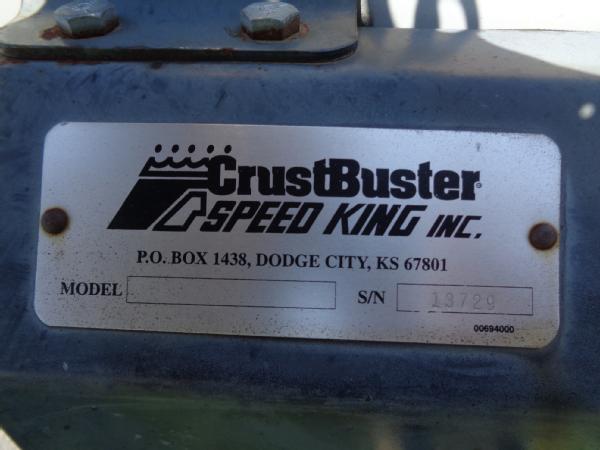 CrustBuster
SPEED KING INC.
P.O. BOX 1438, DODGE CITY, KS 67801
MODEL S/N 13729
00694000